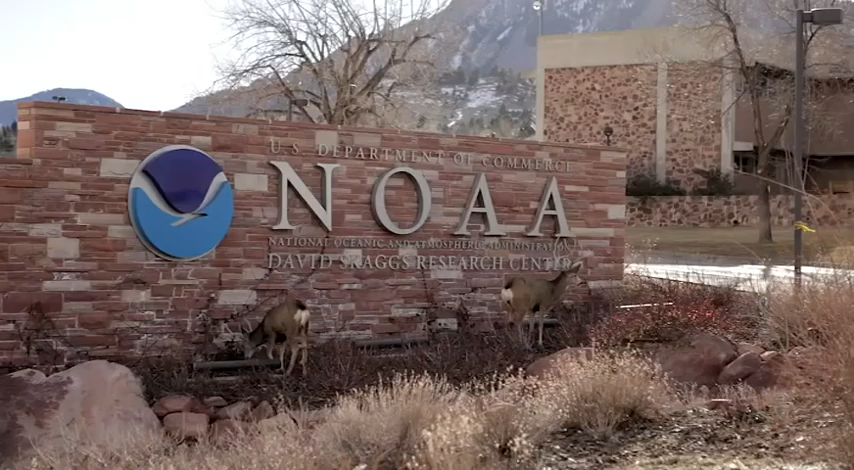 U.S. DEPARTMENT OF COMMERCE
NOAA
NATIONAL OCEANIC AND ATMOSPHERIC ADMINISTRATION
DAVID SKAGGS RESEARCH CENTER